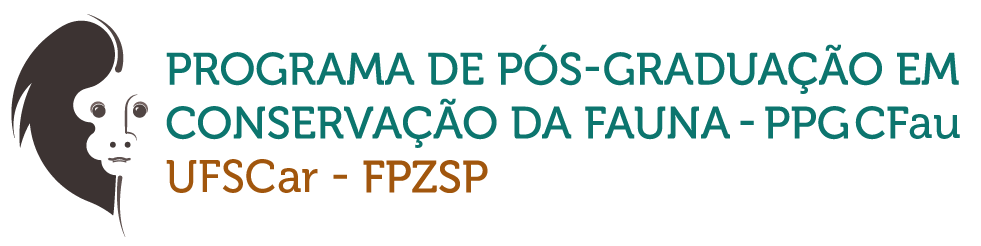 PROGRAMA DE PÓS-GRADUAÇÃO EM
CONSERVAÇÃO DA FAUNA - PPGCFau
UFSCar - FPZSP